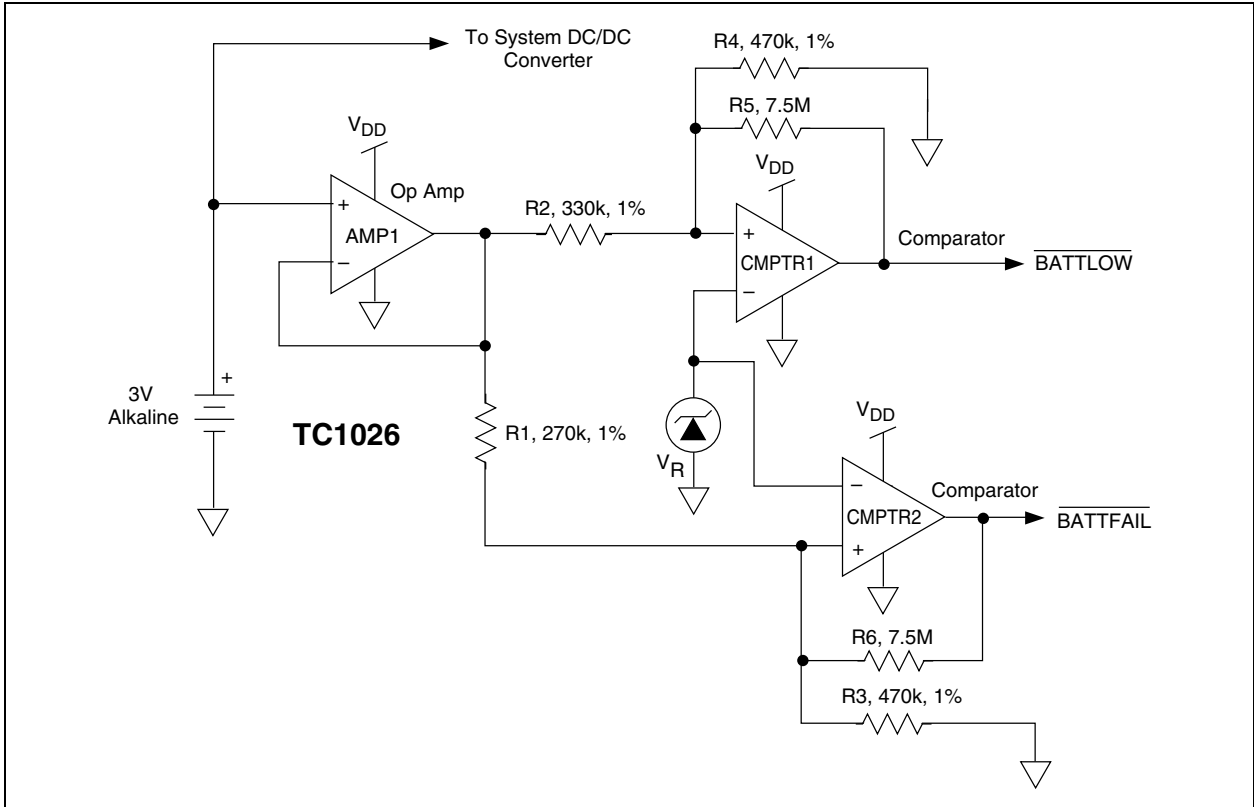 To System DC/DC
Converter
R4, 470k, 1%
R5, 7.5M
VDD
Op Amp
+
AMP1
−
R2, 330k, 1%
VDD
+
CMPTR1
−
Comparator
BATTLOW
+
3V
Alkaline
TC1026
R1, 270k, 1%
VR
VDD
−
CMPTR2
+
Comparator
BATTFAIL
R6, 7.5M
R3, 470k, 1%